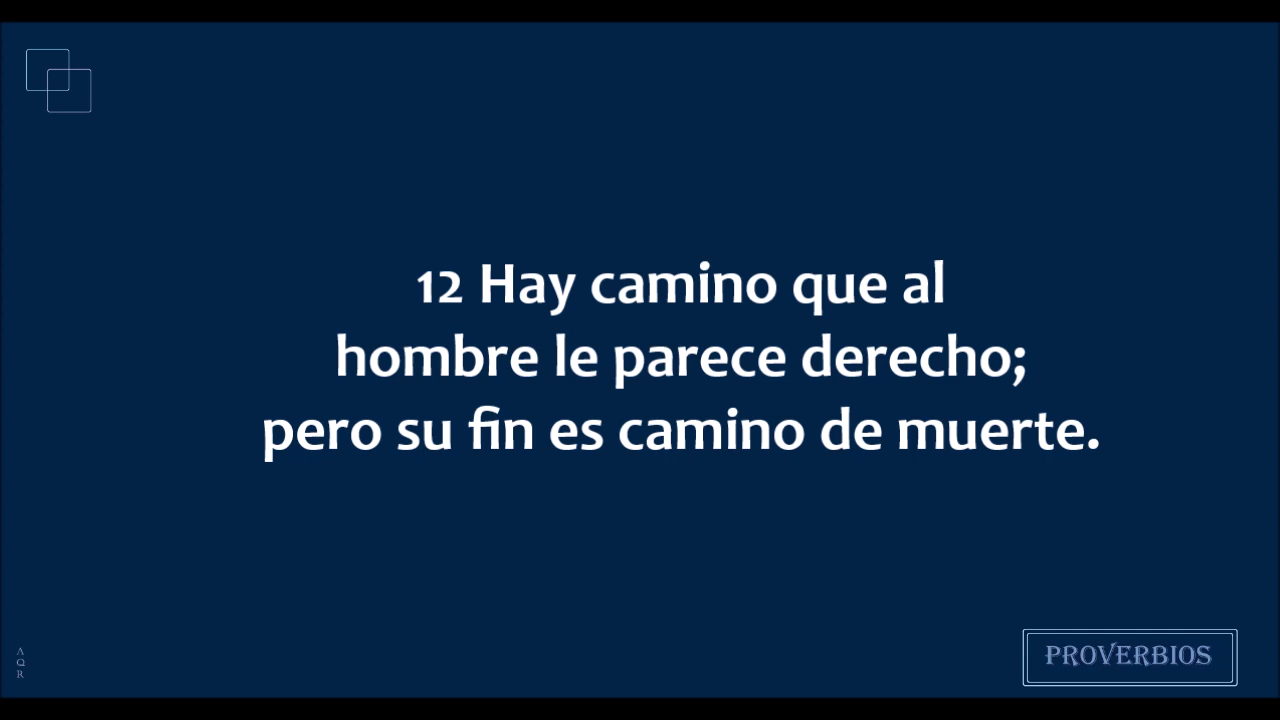 12 Hay camino que al
hombre le parece derecho;
pero su fin es camino de muerte.
PROVERBIOS
A
Q
R